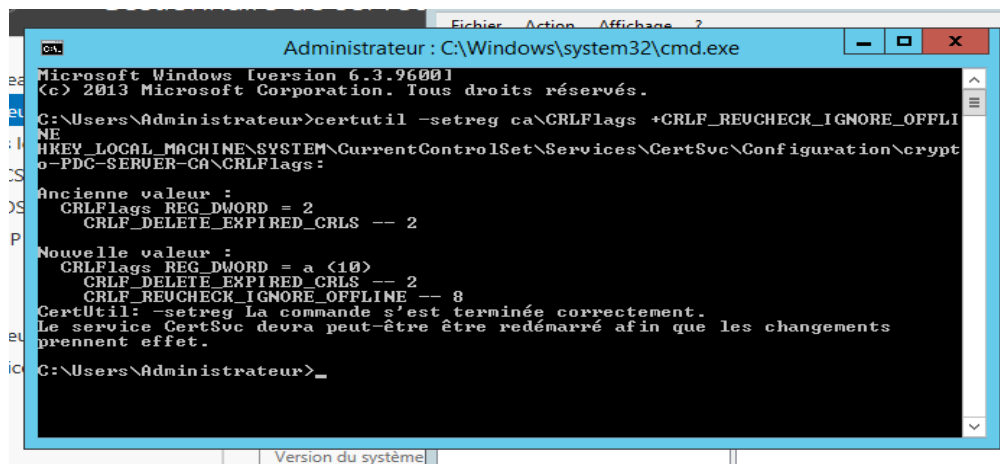 Fichier Action Affichage ?
Administrateur : C:\Windows\system32\cmd.exe
Microsoft Windows [version 6.3.9600]
(c) 2013 Microsoft Corporation. Tous droits réservés.
C:\Users\Administrateur>certutil -setreg ca\CRLFlags +CRLF_REVCHECK_IGNORE_OFFLI
NE
HKEY_LOCAL_MACHINE\SYSTEM\CurrentControlSet\Services\CertSvc\Configuration\crypt
o-PDC-SERVER-CA\CRLFlags:
Ancienne valeur :
CRLFlags REG_DWORD = 2
CRLF_DELETE_EXPIRED_CRLS -- 2
Nouvelle valeur :
CRLFlags REG_DWORD = a (10)
CRLF_DELETE_EXPIRED_CRLS -- 2
CRLF_REVCHECK_IGNORE_OFFLINE -- 8
CertUtil: -setreg La commande s'est terminée correctement.
Le service CertSvc devra peut-être être redémarré afin que les changements
prennent effet.
C:\Users\Administrateur>_
Version du système